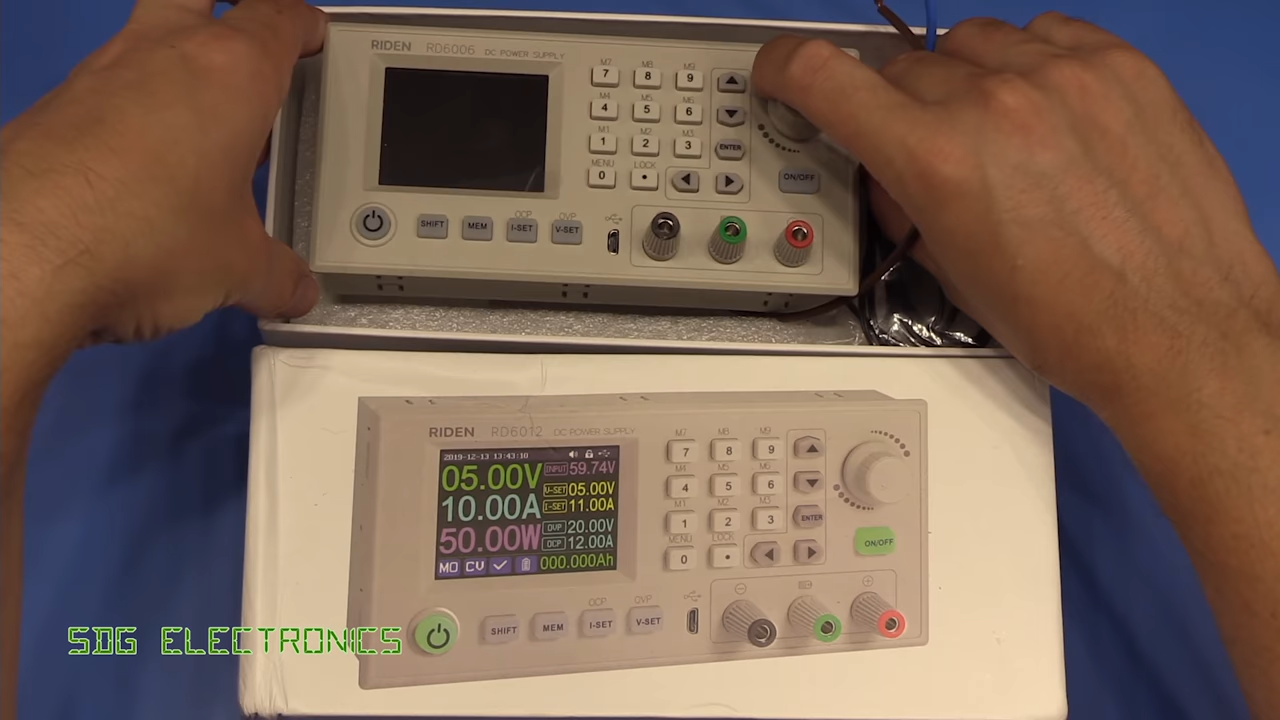 RIDEN RD6006 DC POWER SUPPLY
M7 M8 M9
7 8 9
M4 M5 M6
4 5 6
M1 M2 M3
1 2 3 ENTER
MENU LOCK
0 • ON/OFF
OCP OVP
SHIFT MEM I-SET V-SET
RIDEN RD6012 DC POWER SUPPLY
2019-12-13 13:43:10
05.00V INPUT 59.74V
V-SET 05.00V
10.00A I-SET 11.00A
50.00W OVP 20.00V
OCP 12.00A
M0 CV 000.000Ah
M7 M8 M9
7 8 9
M4 M5 M6
4 5 6
M1 M2 M3
1 2 3 ENTER
MENU LOCK
0 • ON/OFF
OCP OVP
SHIFT MEM I-SET V-SET
SDG ELECTRONICS